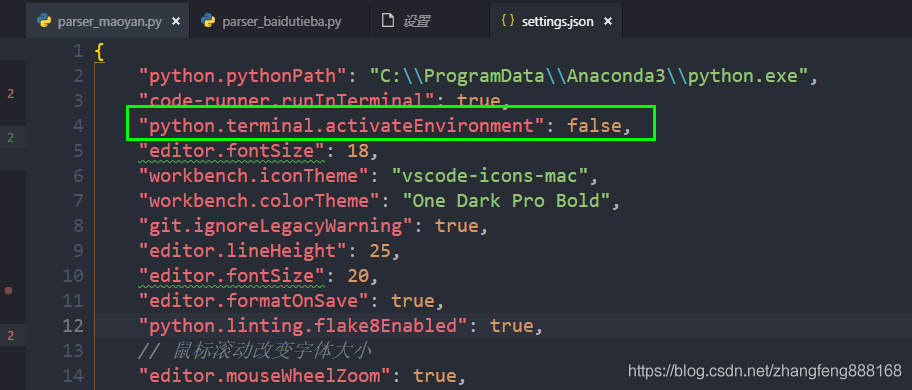 parser_maoyan.py × parser_baidutieba.py 设置 { } settings.json ×
1 {
2 "python.pythonPath": "C:\\ProgramData\\Anaconda3\\python.exe",
2
3 "code-runner.runInTerminal": true,
4 "python.terminal.activateEnvironment": false,
2
5 "editor.fontSize": 18,
6 "workbench.iconTheme": "vscode-icons-mac",
7 "workbench.colorTheme": "One Dark Pro Bold",
8 "git.ignoreLegacyWarning": true,
9 "editor.lineHeight": 25,
10 "editor.fontSize": 20,
11 "editor.formatOnSave": true,
12 "python.linting.flake8Enabled": true,
2
13 // 鼠标滚动改变字体大小
14 "editor.mouseWheelZoom": true,
https://blog.csdn.net/zhangfeng888168